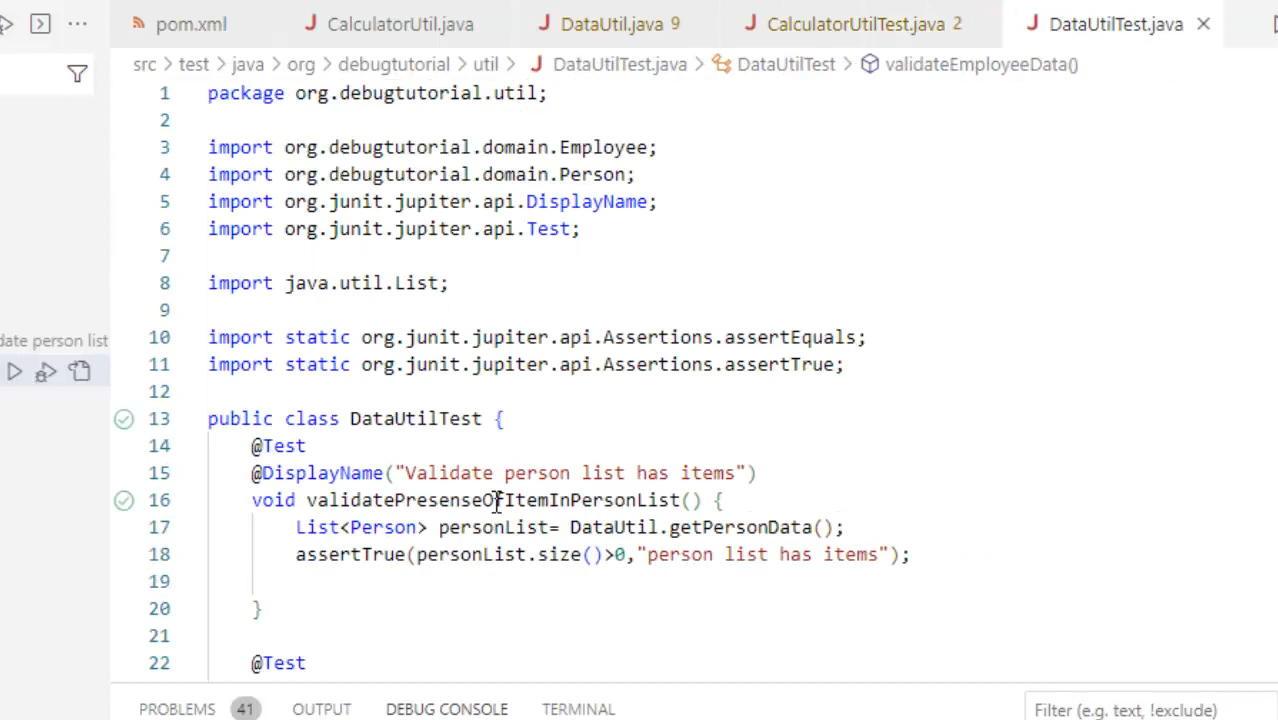 pom.xml CalculatorUtil.java DataUtil.java 9 CalculatorUtilTest.java 2 DataUtilTest.java
src > test > java > org > debugtutorial > util > DataUtilTest.java > DataUtilTest > validateEmployeeData()
1 package org.debugtutorial.util;
2
3 import org.debugtutorial.domain.Employee;
4 import org.debugtutorial.domain.Person;
5 import org.junit.jupiter.api.DisplayName;
6 import org.junit.jupiter.api.Test;
7
8 import java.util.List;
9
10 import static org.junit.jupiter.api.Assertions.assertEquals;
date person list
11 import static org.junit.jupiter.api.Assertions.assertTrue;
12
13 public class DataUtilTest {
14 @Test
15 @DisplayName("Validate person list has items")
16 void validatePresenseOfItemInPersonList() {
17 List<Person> personList= DataUtil.getPersonData();
18 assertTrue(personList.size()>0,"person list has items");
19
20 }
21
22 @Test
PROBLEMS 41 OUTPUT DEBUG CONSOLE TERMINAL Filter (e.g. text, !exclude)